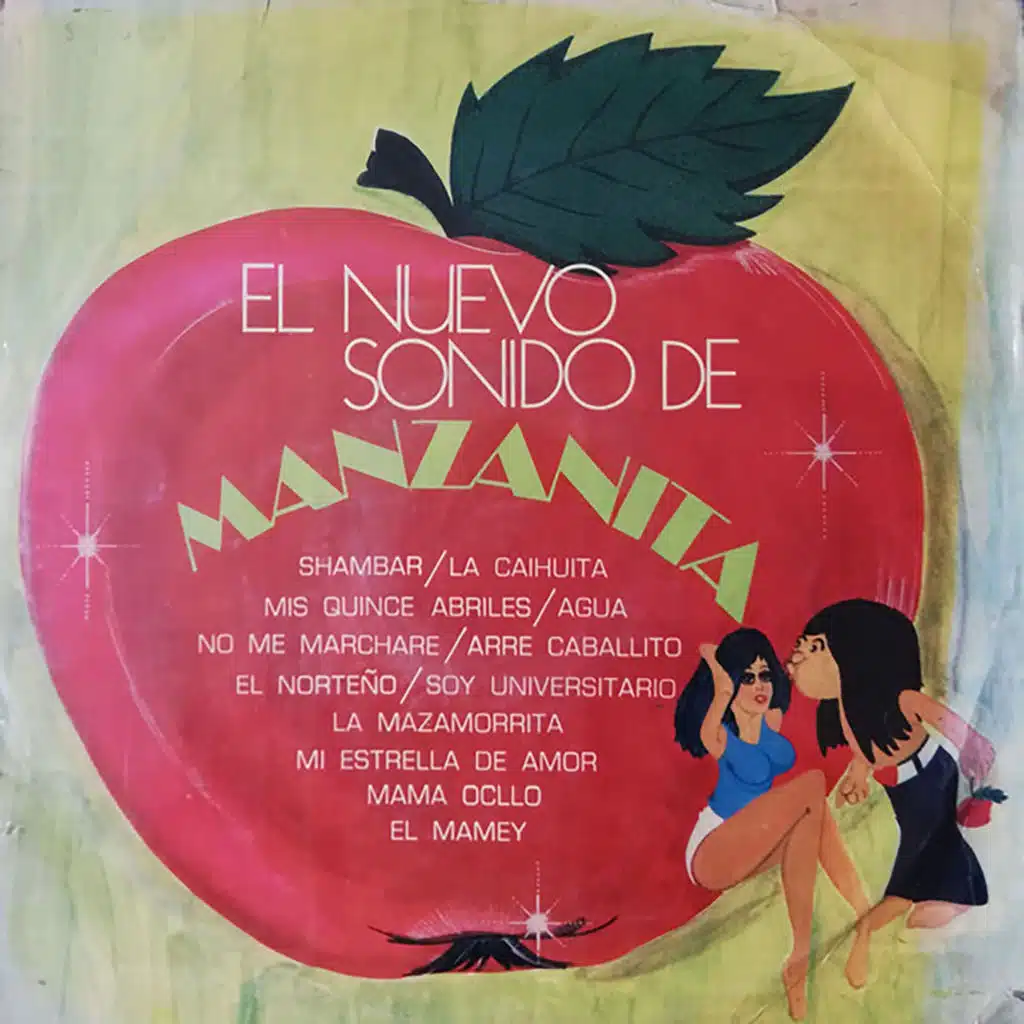 EL NUEVO
SONIDO DE
MANZANITA
SHAMBAR/LA CAIHUITA
MIS QUINCE ABRILES/AGUA
NO ME MARCHARE/ARRE CABALLITO
EL NORTEÑO/SOY UNIVERSITARIO
LA MAZAMORRITA
MI ESTRELLA DE AMOR
MAMA OCLLO
EL MAMEY